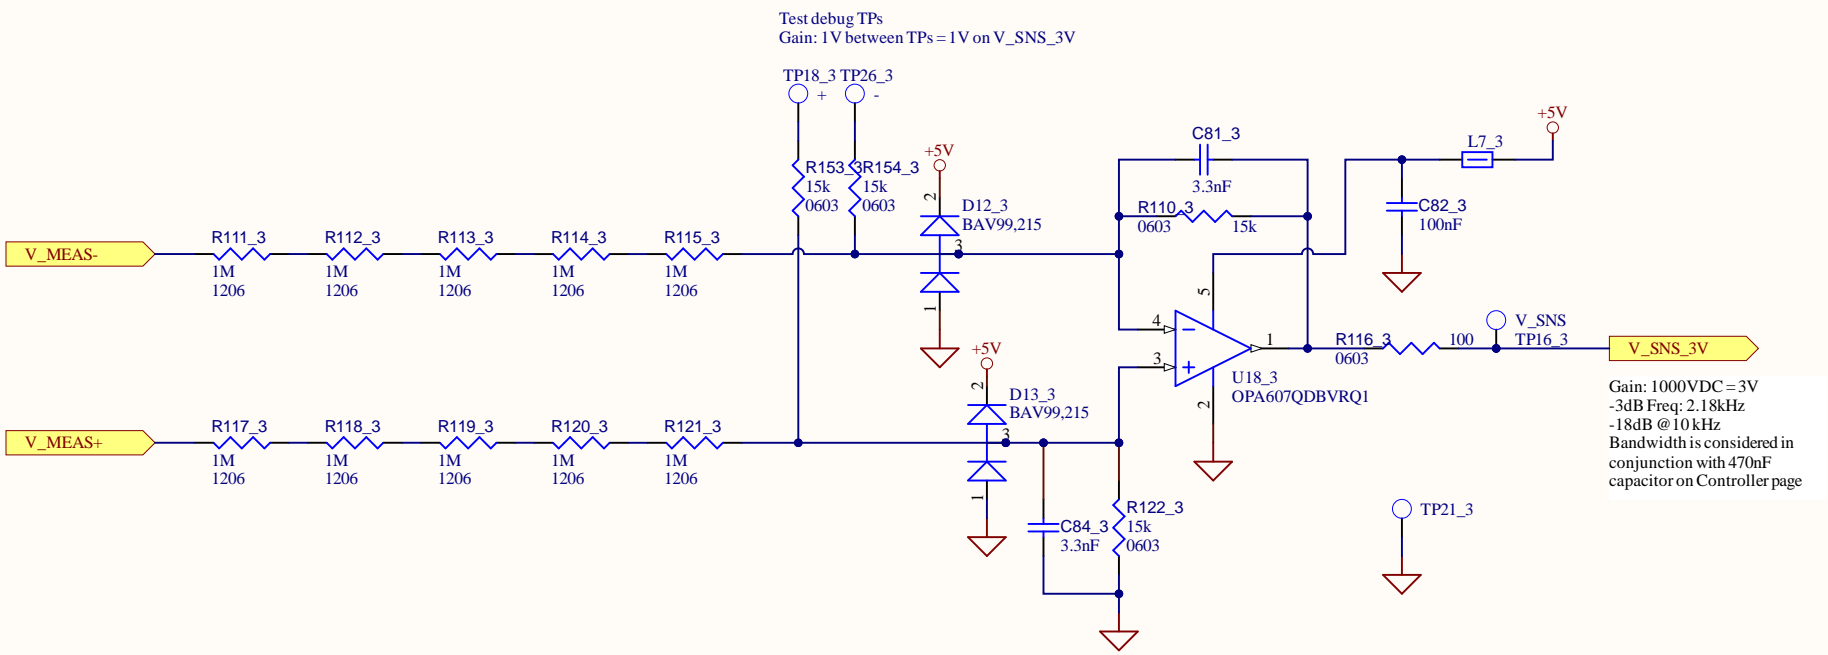 Test debug TPs
Gain: 1V between TPs = 1V on V_SNS_3V
TP18_3 TP26_3
+ -
+5V
C81_3
3.3nF
L7_3
+5V
R153_3 R154_3
15k 15k
0603 0603
2
D12_3
BAV99,215
3
1
R110_3
0603 15k
C82_3
100nF
V_MEAS-
R111_3 R112_3 R113_3 R114_3 R115_3
1M 1M 1M 1M 1M
1206 1206 1206 1206 1206
5
4
3
1
2
U18_3
OPA607QDBVRQ1
R116_3 100
0603
V_SNS
TP16_3
V_SNS_3V
Gain: 1000VDC = 3V
-3dB Freq: 2.18kHz
-18dB @ 10 kHz
Bandwidth is considered in
conjunction with 470nF
capacitor on Controller page
+5V
2
D13_3
BAV99,215
3
1
V_MEAS+
R117_3 R118_3 R119_3 R120_3 R121_3
1M 1M 1M 1M 1M
1206 1206 1206 1206 1206
C84_3
3.3nF
R122_3
15k
0603
TP21_3